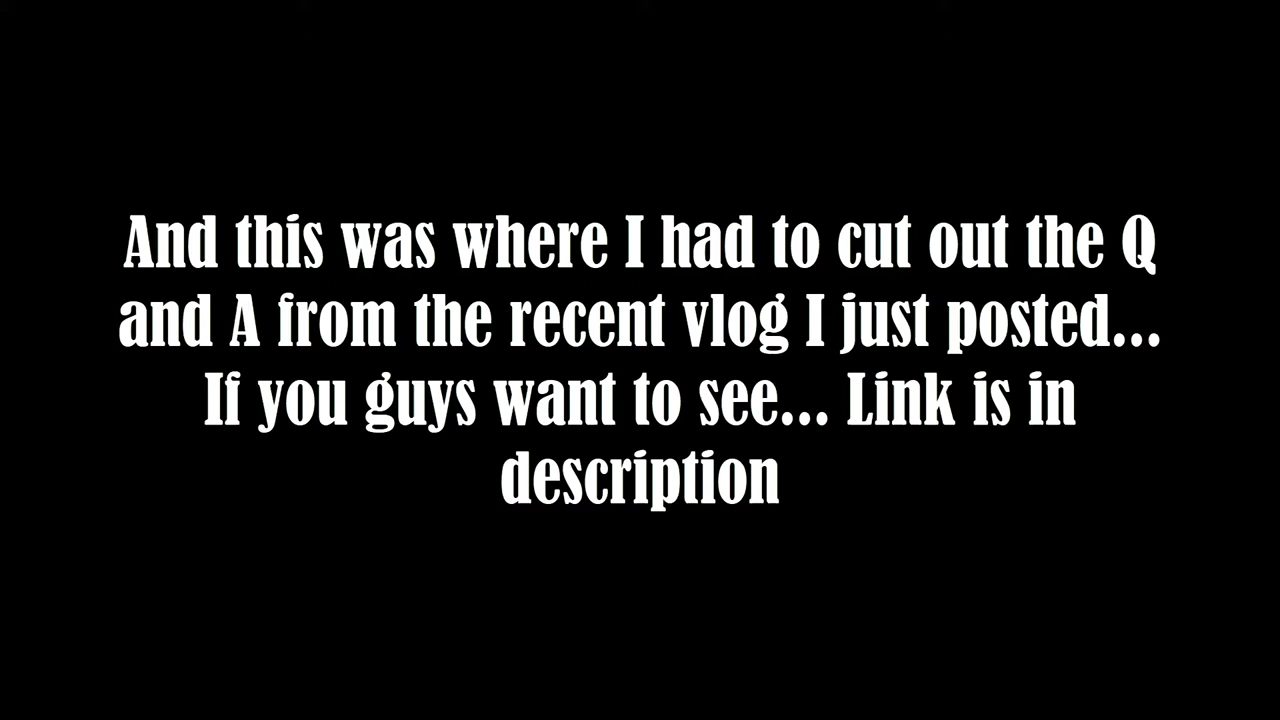 And this was where I had to cut out the Q
and A from the recent vlog I just posted...
If you guys want to see... Link is in
description